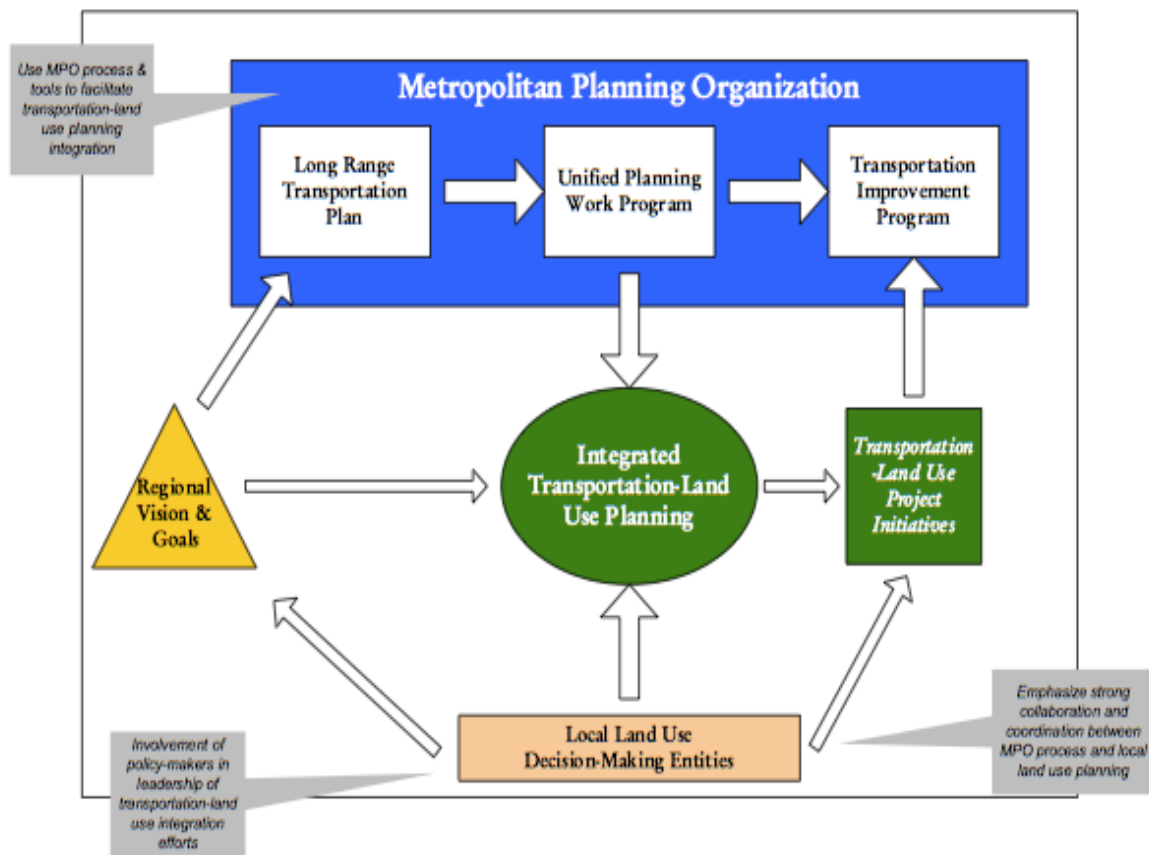 Use MPO process &
tools to facilitate
transportation-land
use planning
integration
Metropolitan Planning Organization
Long Range
Transportation
Plan
Unified Planning
Work Program
Transportation
Improvement
Program
Regional
Vision &
Goals
Integrated
Transportation-Land
Use Planning
Transportation
-Land Use
Project
Initiatives
Local Land Use
Decision-Making Entities
Involvement of
policy-makers in
leadership of
transportation-land
use integration
efforts
Emphasize strong
collaboration and
coordination between
MPO process and local
land use planning